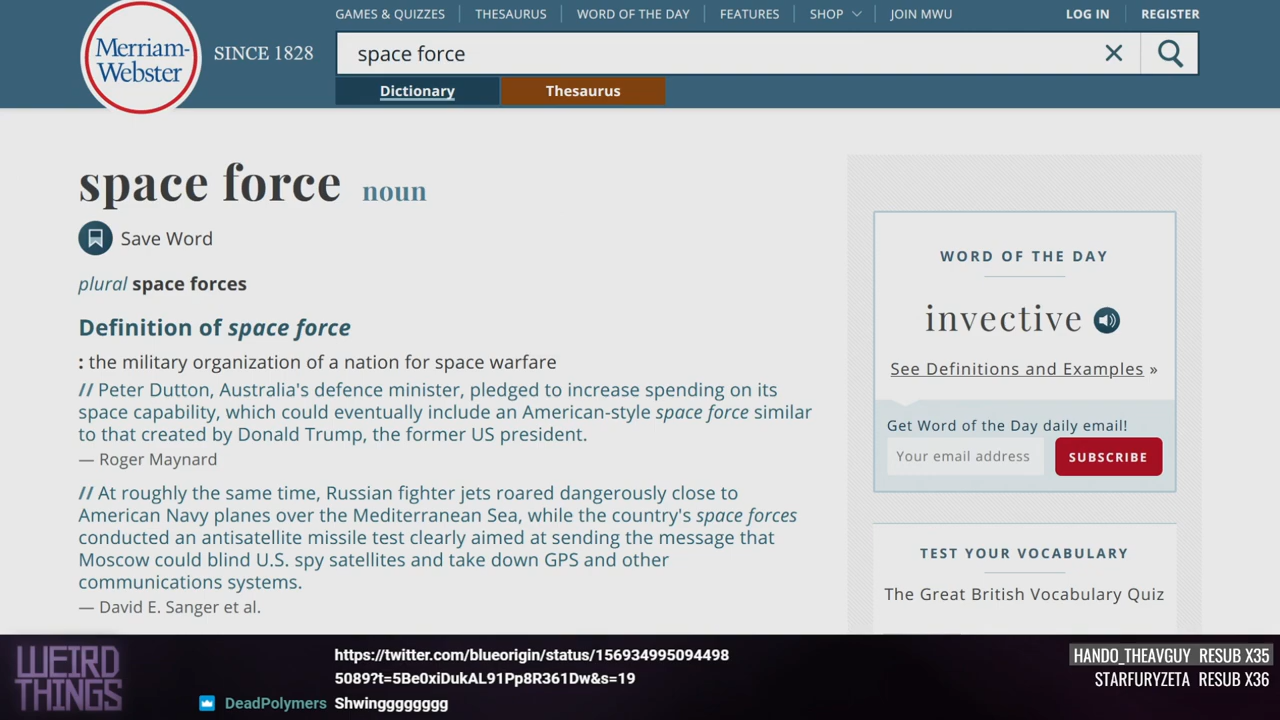 GAMES & QUIZZES THESAURUS WORD OF THE DAY FEATURES SHOP JOIN MWU LOG IN REGISTER
Merriam-
Webster
SINCE 1828
space force
Dictionary Thesaurus
space force noun
Save Word
plural space forces
Definition of space force
: the military organization of a nation for space warfare
// Peter Dutton, Australia's defence minister, pledged to increase spending on its
space capability, which could eventually include an American-style space force similar
to that created by Donald Trump, the former US president.
— Roger Maynard
// At roughly the same time, Russian fighter jets roared dangerously close to
American Navy planes over the Mediterranean Sea, while the country's space forces
conducted an antisatellite missile test clearly aimed at sending the message that
Moscow could blind U.S. spy satellites and take down GPS and other
communications systems.
— David E. Sanger et al.
WORD OF THE DAY
invective
See Definitions and Examples »
Get Word of the Day daily email!
Your email address SUBSCRIBE
TEST YOUR VOCABULARY
The Great British Vocabulary Quiz
WEIRD
THINGS
https://twitter.com/blueorigin/status/156934995094498
5089?t=5Be0xiDukAL91Pp8R361Dw&s=19
DeadPolymers Shwinggggggg
HANDO_THEAVGUY RESUB X35
STARFURYZETA RESUB X36